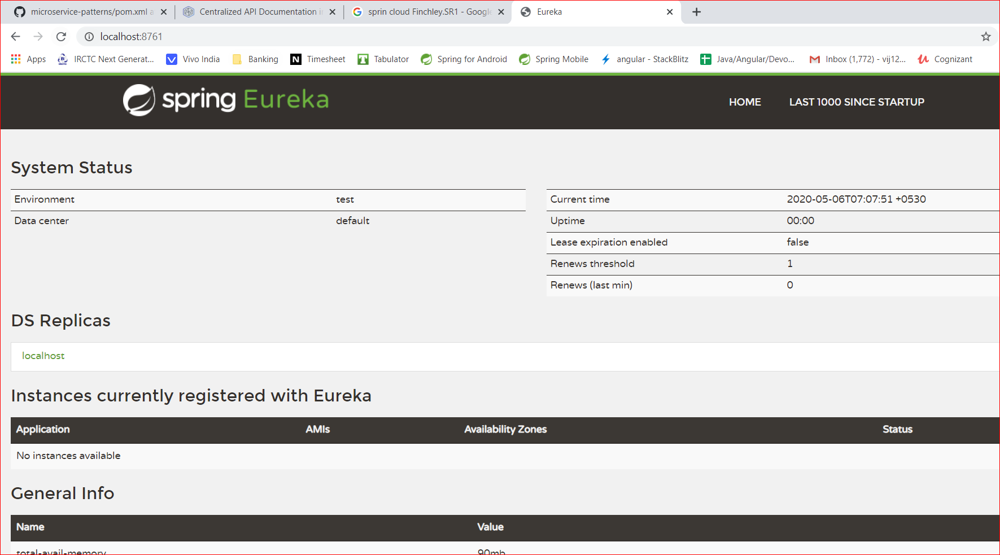 microservice-patterns/pom.xml a
Centralized API Documentation in
sprin cloud Finchley.SR1 - Google
Eureka
localhost:8761
Apps
IRCTC Next Generat...
Vivo India
Banking
Timesheet
Tabulator
Spring for Android
Spring Mobile
angular - StackBlitz
Java/Angular/Devo...
Inbox (1,772) - vij12...
Cognizant
spring Eureka
HOME
LAST 1000 SINCE STARTUP
System Status
Environment test
Data center default
Current time 2020-05-06T07:07:51 +0530
Uptime 00:00
Lease expiration enabled false
Renews threshold 1
Renews (last min) 0
DS Replicas
localhost
Instances currently registered with Eureka
Application AMIs Availability Zones Status
No instances available
General Info
Name Value
total-avail-memory 90mb